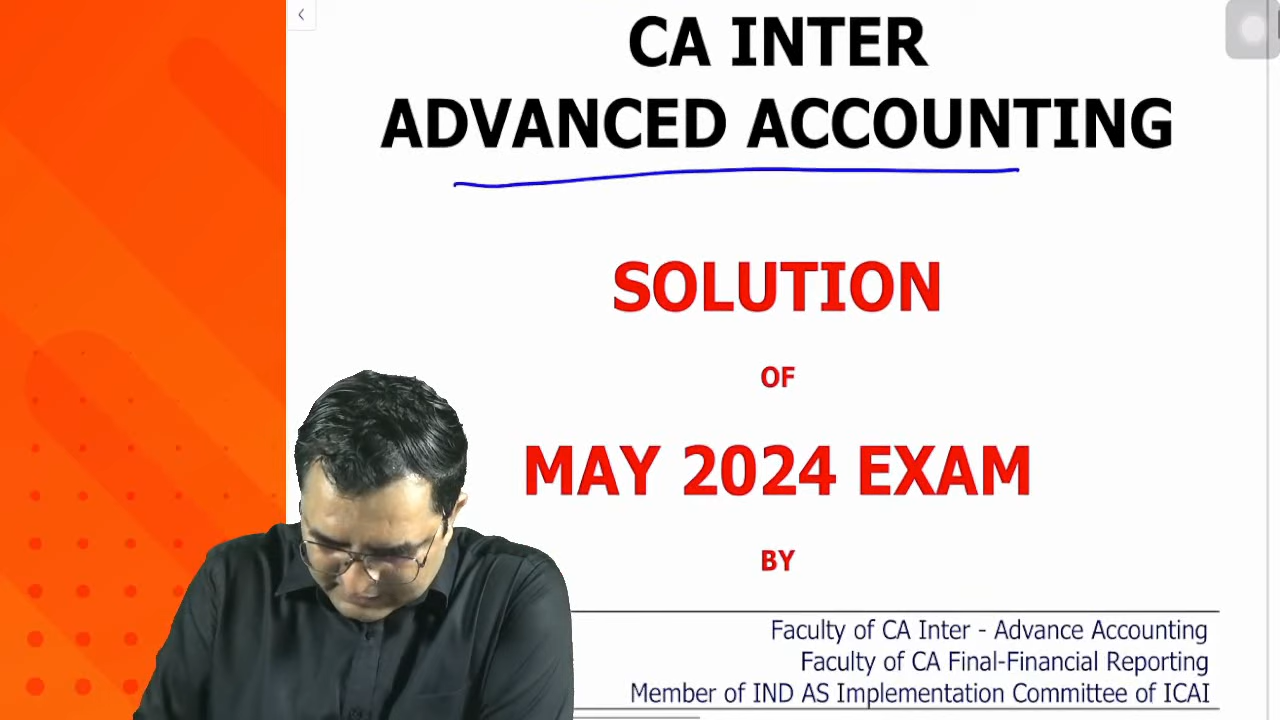 CA INTER
ADVANCED ACCOUNTING
SOLUTION
OF
MAY 2024 EXAM
BY
Faculty of CA Inter - Advance Accounting
Faculty of CA Final-Financial Reporting
Member of IND AS Implementation Committee of ICAI